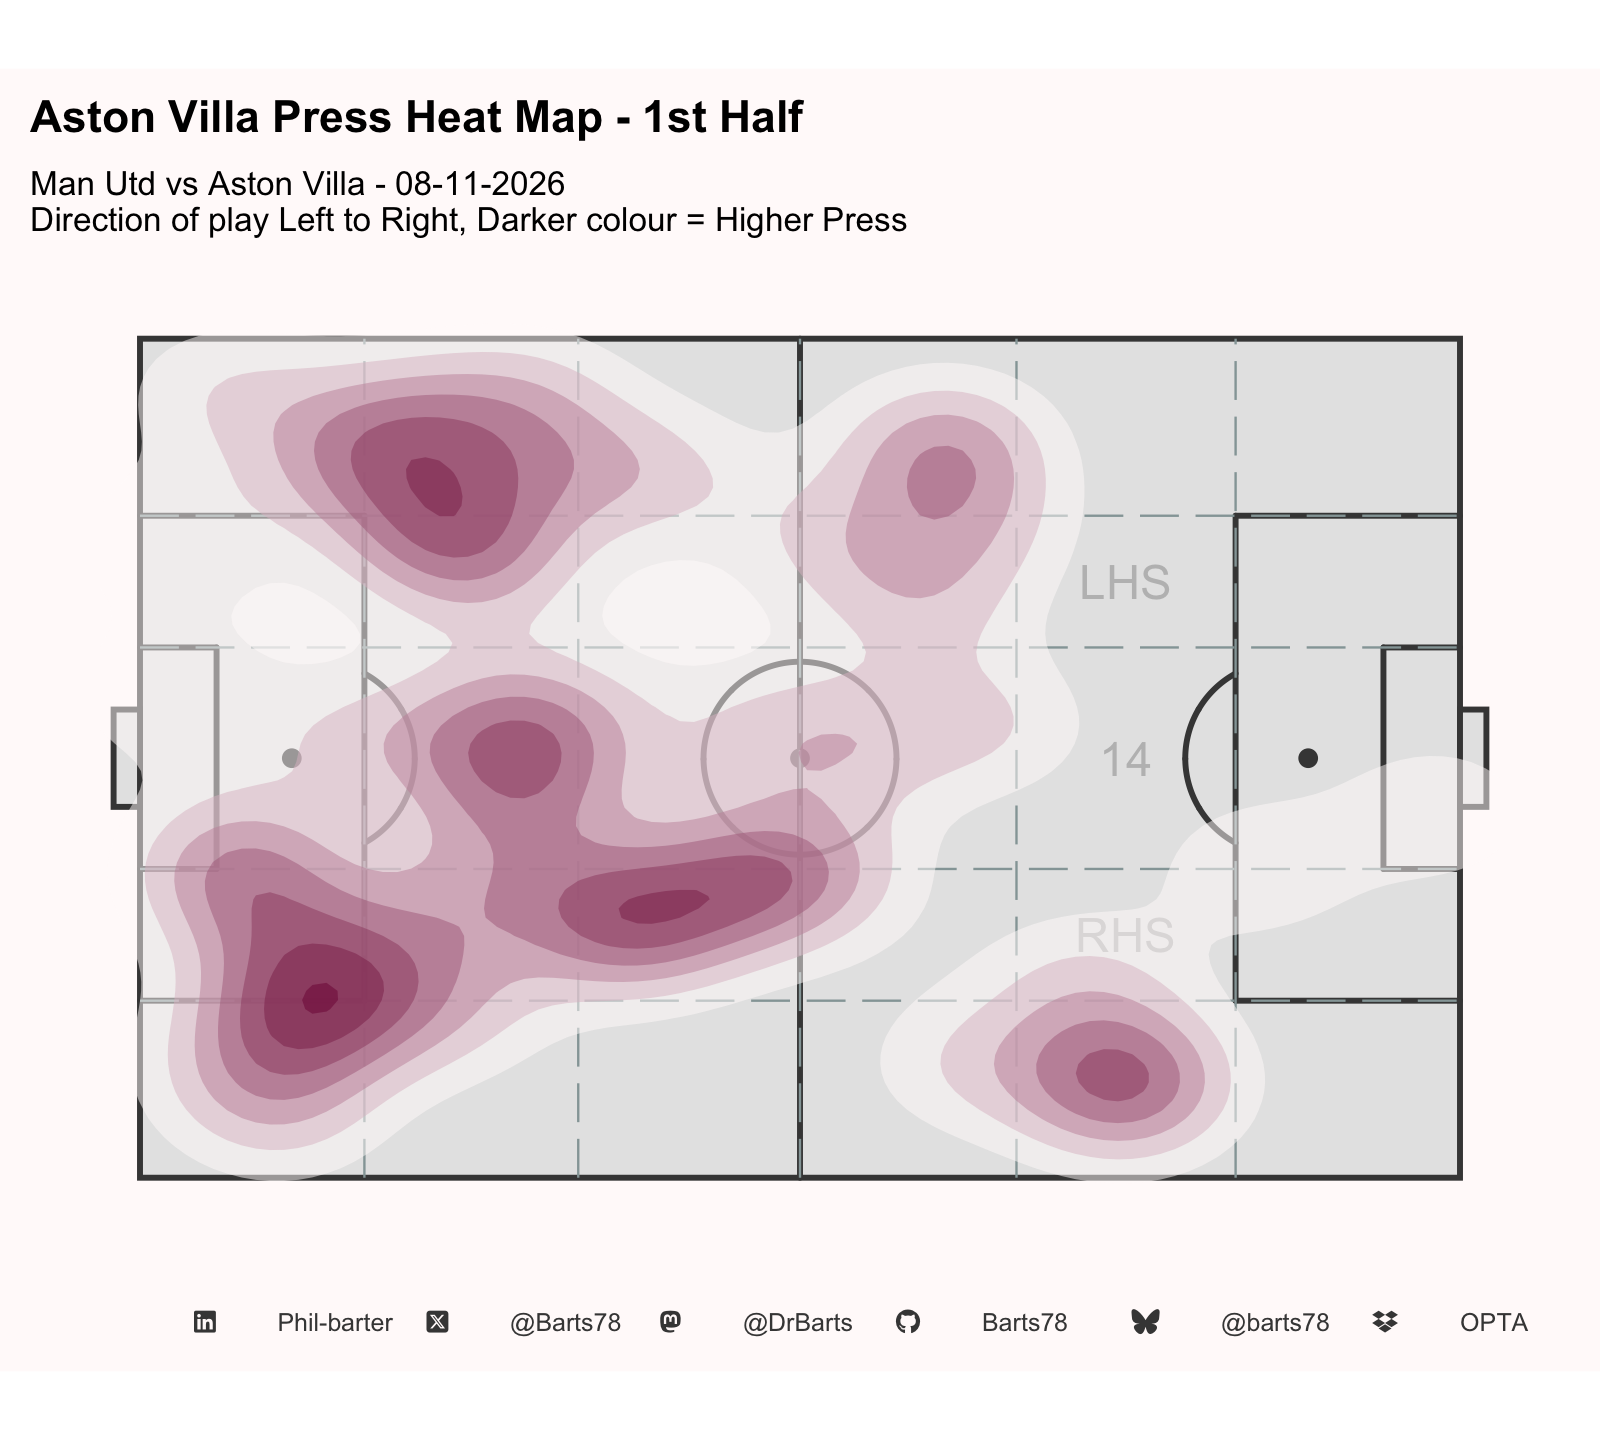 Aston Villa Press Heat Map - 1st Half
Man Utd vs Aston Villa - 08-11-2026
Direction of play Left to Right, Darker colour = Higher Press
LHS
14
RHS
Phil-barter @Barts78 @DrBarts Barts78 @barts78 OPTA